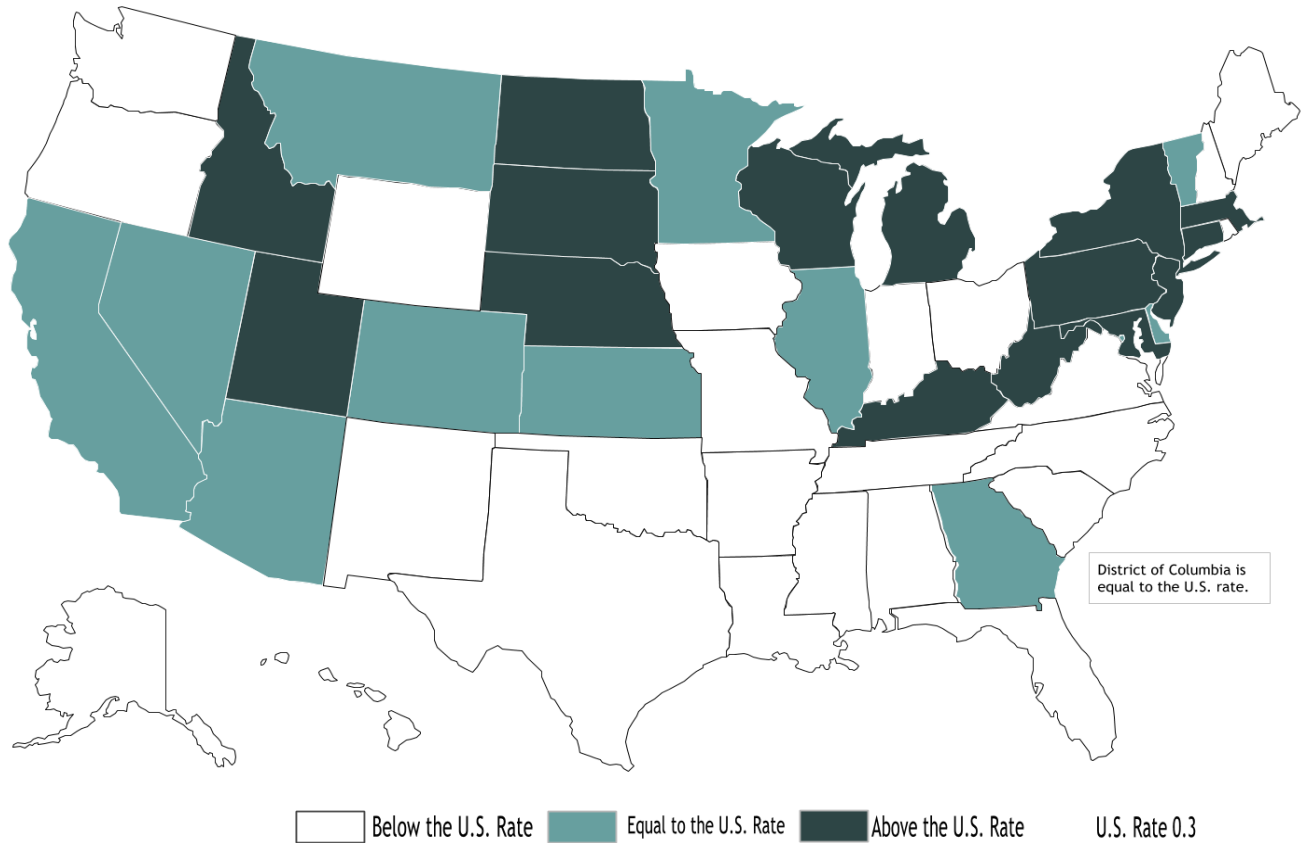 District of Columbia is
equal to the U.S. rate.
Below the U.S. Rate
Equal to the U.S. Rate
Above the U.S. Rate
U.S. Rate 0.3